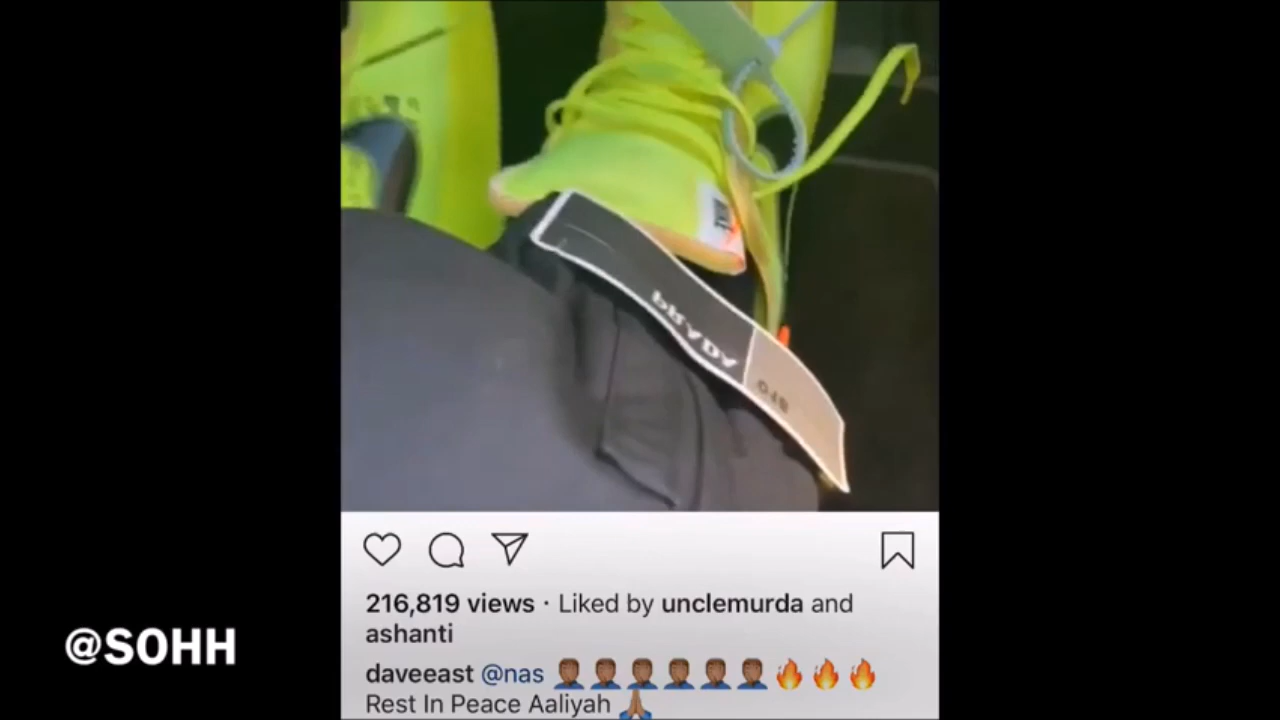 PRADA
@SOHH
216,819 views · Liked by unclemurda and
ashanti
daveeast @nas 🤦🏾‍♂️🤦🏾‍♂️🤦🏾‍♂️🤦🏾‍♂️🤦🏾‍♂️🤦🏾‍♂️🔥🔥🔥
Rest In Peace Aaliyah 🙏🏾